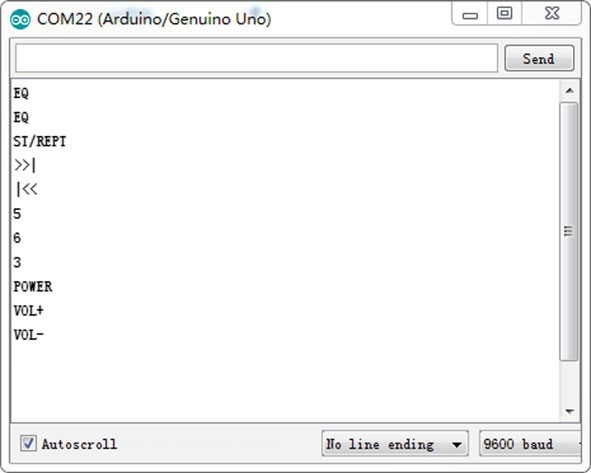 COM22 (Arduino/Genuino Uno)
Send
EQ
EQ
ST/REPT
>>|
|<<
5
6
3
POWER
VOL+
VOL-
Autoscroll
No line ending
9600 baud